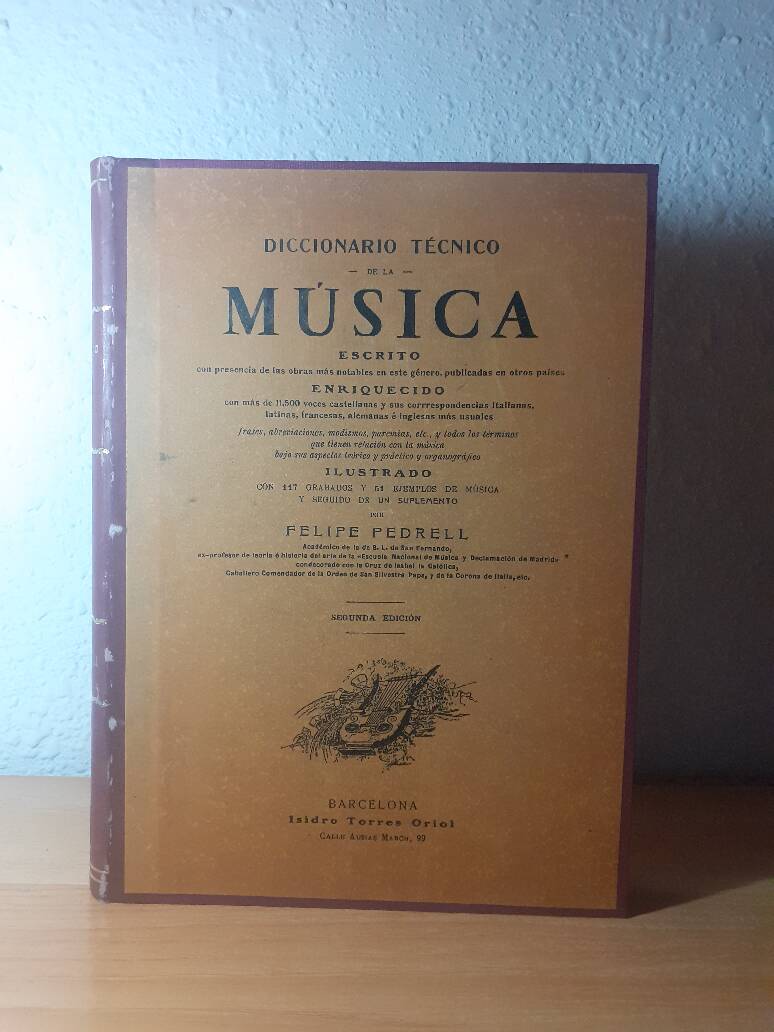 DICCIONARIO TÉCNICO
— DE LA —
MÚSICA
ESCRITO
con presencia de las obras más notables en este género, publicadas en otros países
ENRIQUECIDO
con más de 11,500 voces castellanas y sus corrrespondencias italianas,
latinas, francesas, alemanas é inglesas más usuales
frases, abreviaciones, modismos, paremias, etc., y todos los términos
que tienen relación con la música
bajo sus aspectos teórico y práctico y organográfico
ILUSTRADO
CON 117 GRABADOS Y 51 EJEMPLOS DE MÚSICA
Y SEGUIDO DE UN SUPLEMENTO
POR
FELIPE PEDRELL
Académico de la de B. L. de San Fernando,
ex-profesor de teoría é historia del arte de la «Escuela Nacional de Música y Declamación de Madrid»
condecorado con la Cruz de Isabel la Católica,
Caballero Comendador de la Orden de San Silvestre Papa, y de la Corona de Italia, etc.
SEGUNDA EDICIÓN
BARCELONA
Isidro Torres Oriol
CALLE AUSIAS MARCH, 99